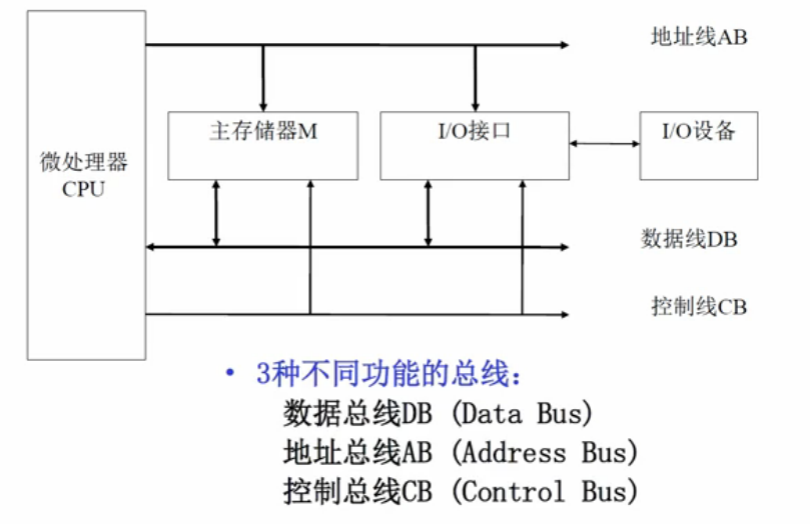 地址线AB
主存储器M
I/O接口
I/O设备
微处理器
CPU
数据线DB
控制线CB
• 3种不同功能的总线：
数据总线DB (Data Bus)
地址总线AB (Address Bus)
控制总线CB (Control Bus)